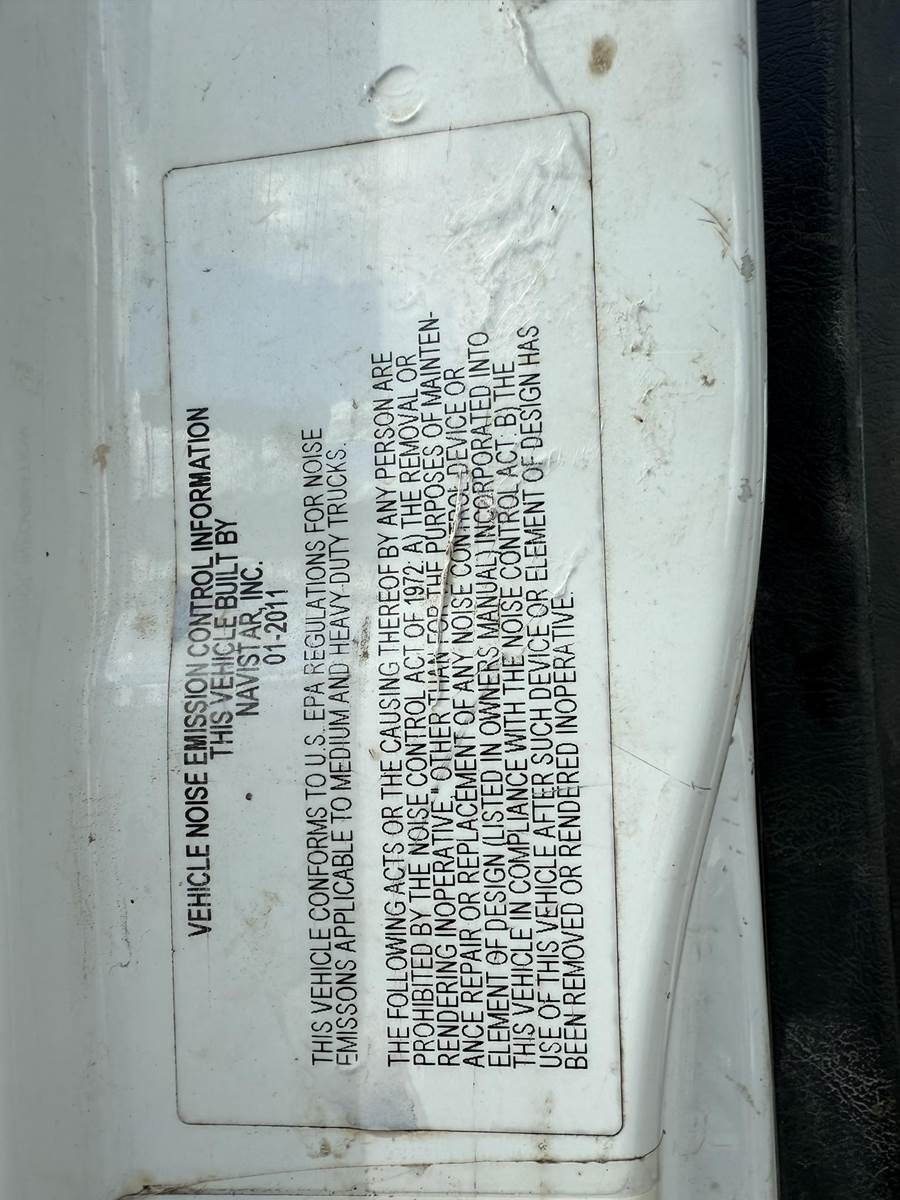 VEHICLE NOISE EMISSION CONTROL INFORMATION
THIS VEHICLE BUILT BY
NAVISTAR, INC.
01-2011
THIS VEHICLE CONFORMS TO U.S. EPA REGULATIONS FOR NOISE
EMISSONS APPLICABLE TO MEDIUM AND HEAVY-DUTY TRUCKS.
THE FOLLOWING ACTS OR THE CAUSING THEREOF BY ANY PERSON ARE
PROHIBITED BY THE NOISE CONTROL ACT OF 1972: A) THE REMOVAL OR
RENDERING INOPERATIVE, OTHER THAN FOR THE PURPOSES OF MAINTEN-
ANCE REPAIR OR REPLACEMENT OF ANY NOISE CONTROL DEVICE OR
ELEMENT OF DESIGN (LISTED IN OWNERS MANUAL) INCORPORATED INTO
THIS VEHICLE IN COMPLIANCE WITH THE NOISE CONTROL ACT. B) THE
USE OF THIS VEHICLE AFTER SUCH DEVICE OR ELEMENT OF DESIGN HAS
BEEN REMOVED OR RENDERED INOPERATIVE.